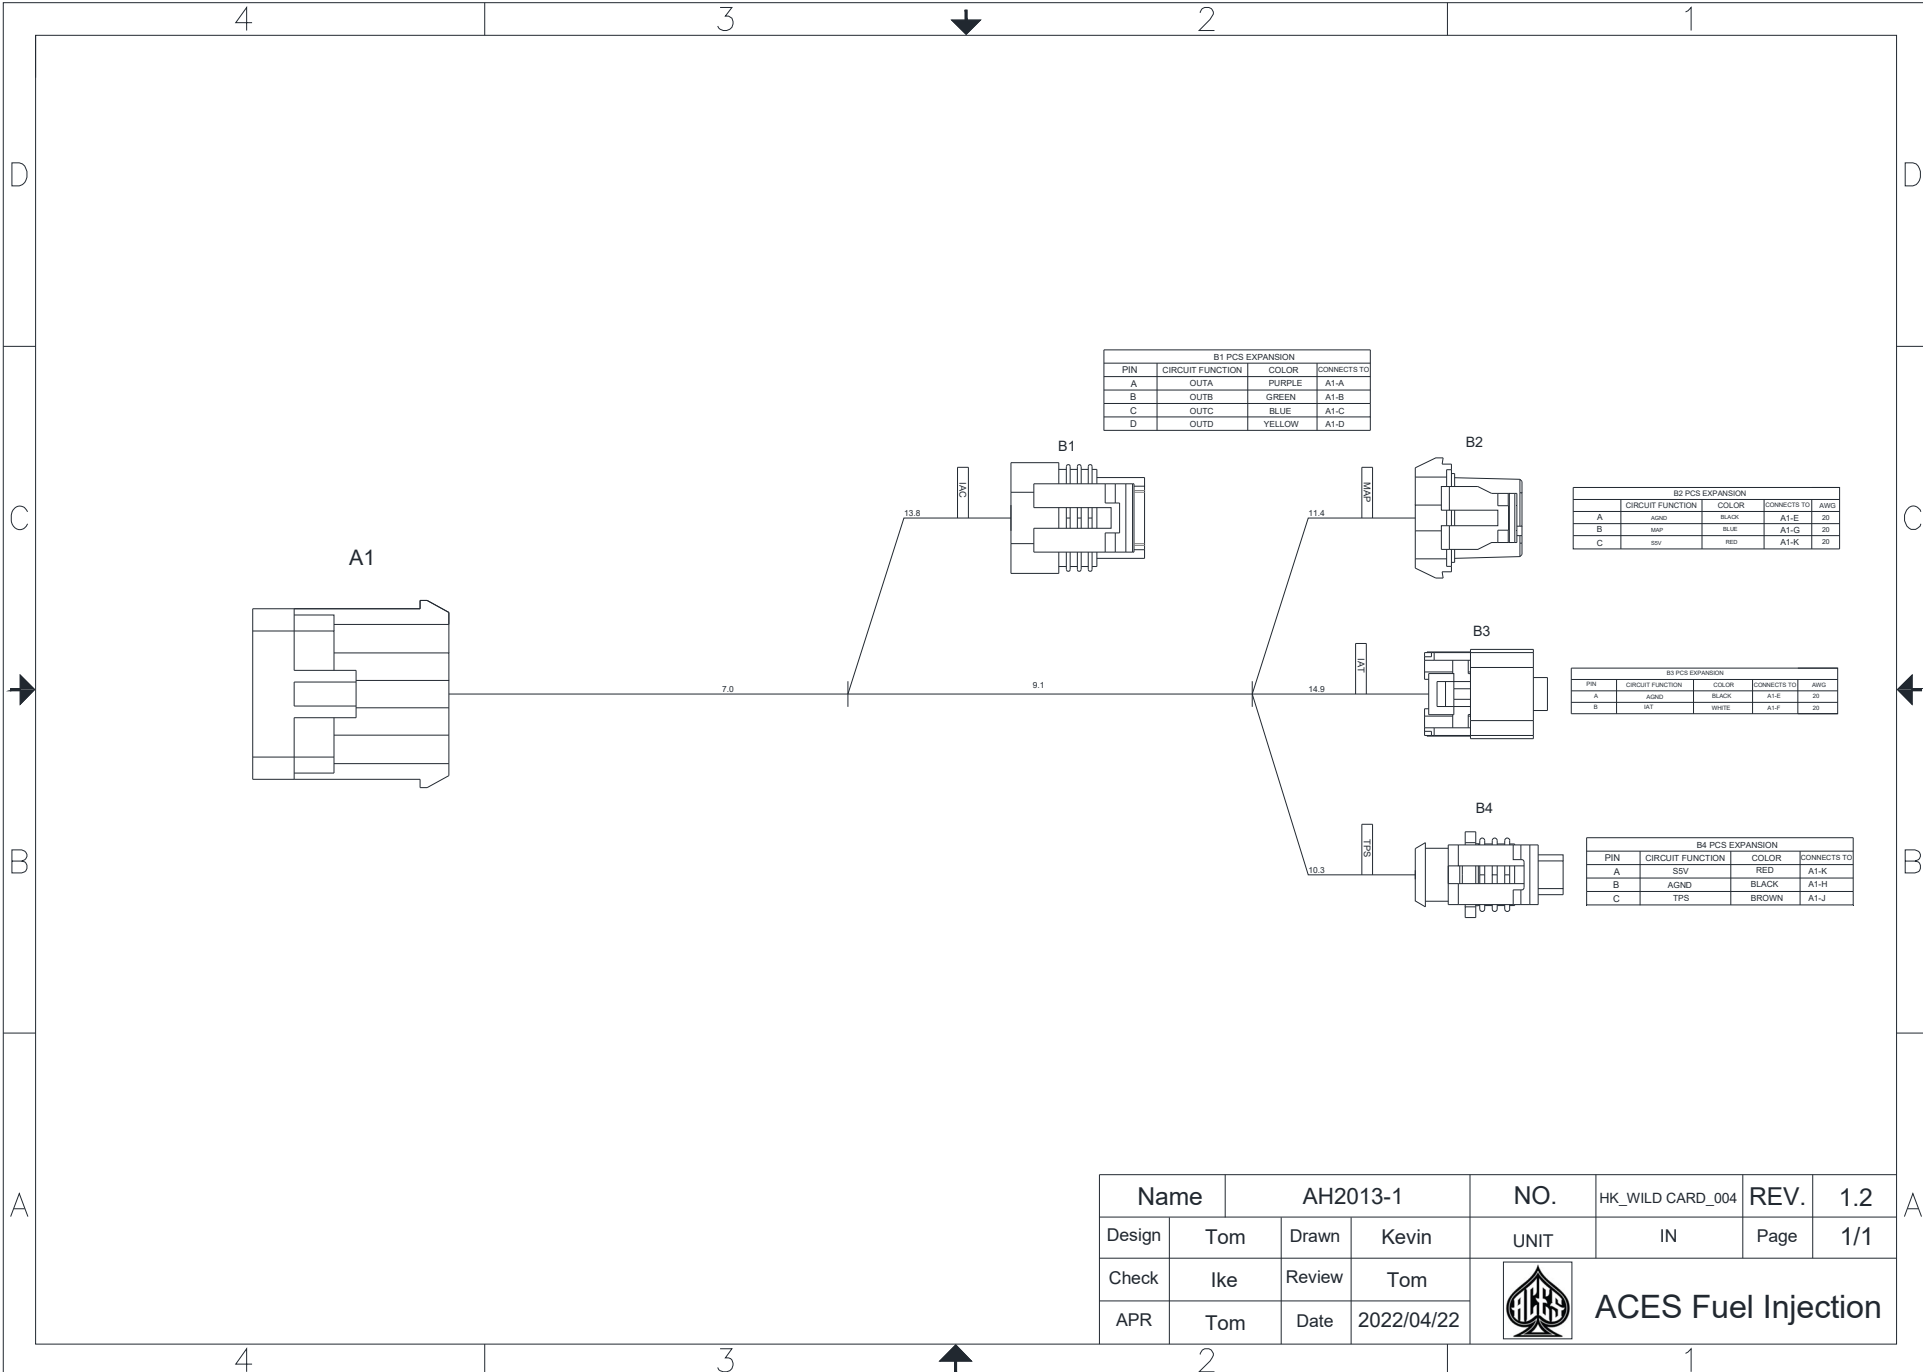 4 3 2 1
D D
B1 PCS EXPANSION
PIN CIRCUIT FUNCTION COLOR CONNECTS TO
A OUTA PURPLE A1-A
B OUTB GREEN A1-B
C OUTC BLUE A1-C
D OUTD YELLOW A1-D
B1
B2
IAC
MAP
B2 PCS EXPANSION
CIRCUIT FUNCTION COLOR CONNECTS TO AWG
A AGND BLACK A1-E 20
B MAP BLUE A1-G 20
C S5V RED A1-K 20
C C
13.8
11.4
A1
B3
IAT
B3 PCS EXPANSION
PIN CIRCUIT FUNCTION COLOR CONNECTS TO AWG
A AGND BLACK A1-E 20
B IAT WHITE A1-F 20
7.0
9.1
14.9
B4
TPS
10.3
B4 PCS EXPANSION
PIN CIRCUIT FUNCTION COLOR CONNECTS TO
A S5V RED A1-K
B AGND BLACK A1-H
C TPS BROWN A1-J
B B
A A
Name AH2013-1 NO. HK_WILD CARD_004 REV. 1.2
Design Tom Drawn Kevin UNIT IN Page 1/1
Check Ike Review Tom
APR Tom Date 2022/04/22
ACES
ACES Fuel Injection
4 3 2 1